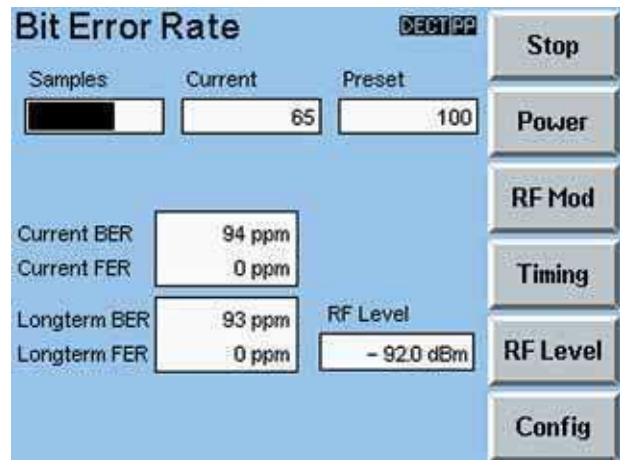 Bit Error Rate
DECT PP
Stop
Samples Current Preset
65 100
Power
RF Mod
Current BER 94 ppm
Current FER 0 ppm
Timing
Longterm BER 93 ppm RF Level
Longterm FER 0 ppm – 92.0 dBm
RF Level
Config